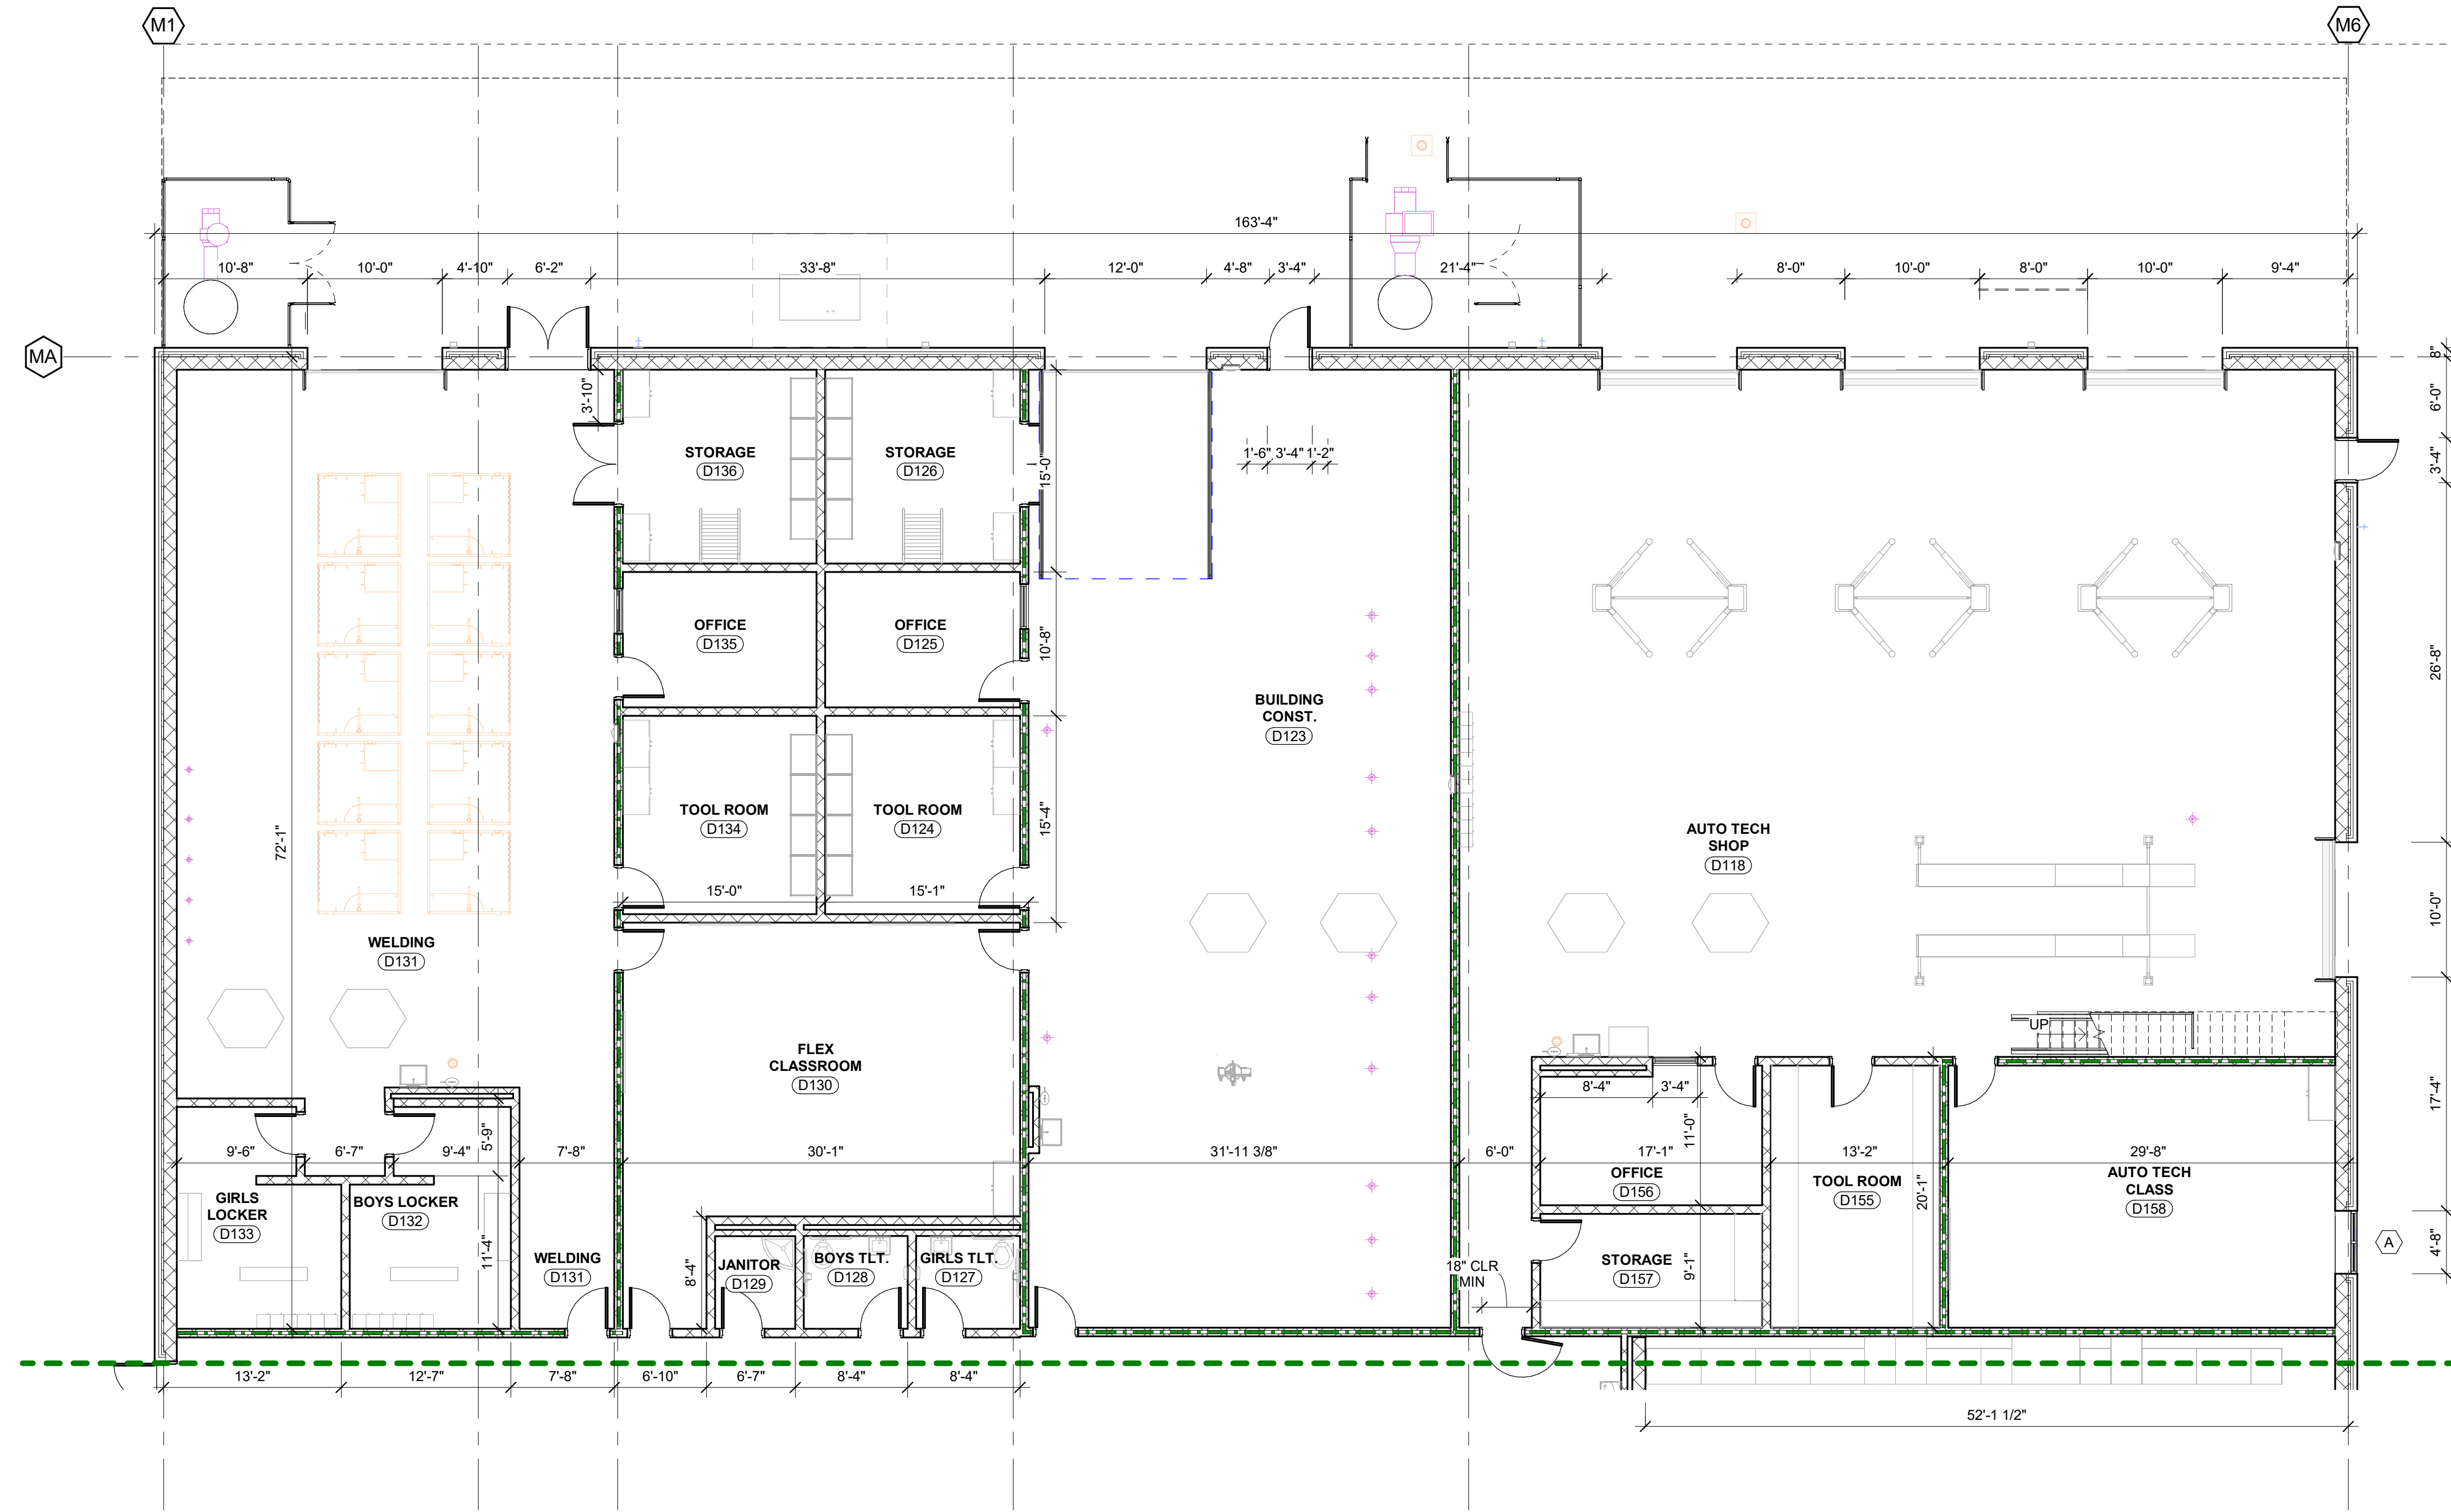 M1
M6
163'-4"
10'-8"
10'-0"
4'-10"
6'-2"
33'-8"
12'-0"
4'-8"
3'-4"
21'-4"
8'-0"
10'-0"
8'-0"
10'-0"
9'-4"
MA
8"
6'-0"
3'-10"
STORAGE
D136
STORAGE
D126
15'-0"
1'-6"
3'-4"
1'-2"
3'-4"
OFFICE
D135
OFFICE
D125
10'-8"
26'-8"
BUILDING
CONST.
D123
TOOL ROOM
D134
TOOL ROOM
D124
15'-4"
72'-1"
AUTO TECH
SHOP
D118
15'-0"
15'-1"
10'-0"
WELDING
D131
UP
FLEX
CLASSROOM
D130
8'-4"
3'-4"
17'-4"
11'-0"
5'-9"
9'-6"
6'-7"
9'-4"
7'-8"
30'-1"
31'-11 3/8"
6'-0"
17'-1"
13'-2"
29'-8"
OFFICE
D156
TOOL ROOM
D155
20'-1"
AUTO TECH
CLASS
D158
GIRLS
LOCKER
D133
BOYS LOCKER
D132
11'-4"
WELDING
D131
8'-4"
JANITOR
D129
BOYS TLT.
D128
GIRLS TLT.
D127
18" CLR
MIN
STORAGE
D157
9'-1"
A
4'-8"
13'-2"
12'-7"
7'-8"
6'-10"
6'-7"
8'-4"
8'-4"
52'-1 1/2"